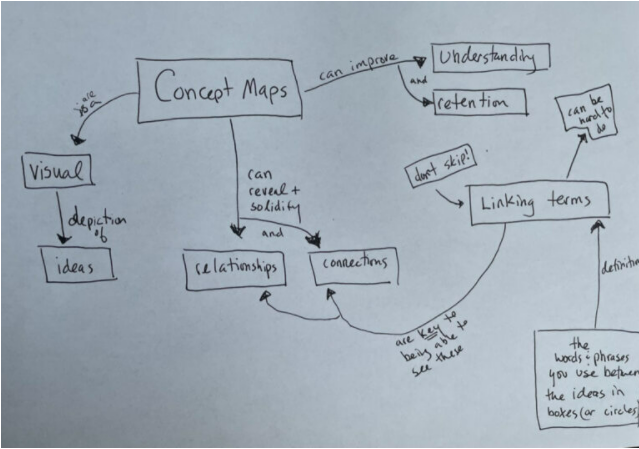 Concept Maps
can improve
Understanding
and
retention
are
visual
depiction
of
ideas
can
reveal +
solidify
and
relationships
connections
can be
hard to
do
don't skip!
Linking terms
are key to
being able to
see these
the
words + phrases
you use between
the ideas in
boxes (or circles)